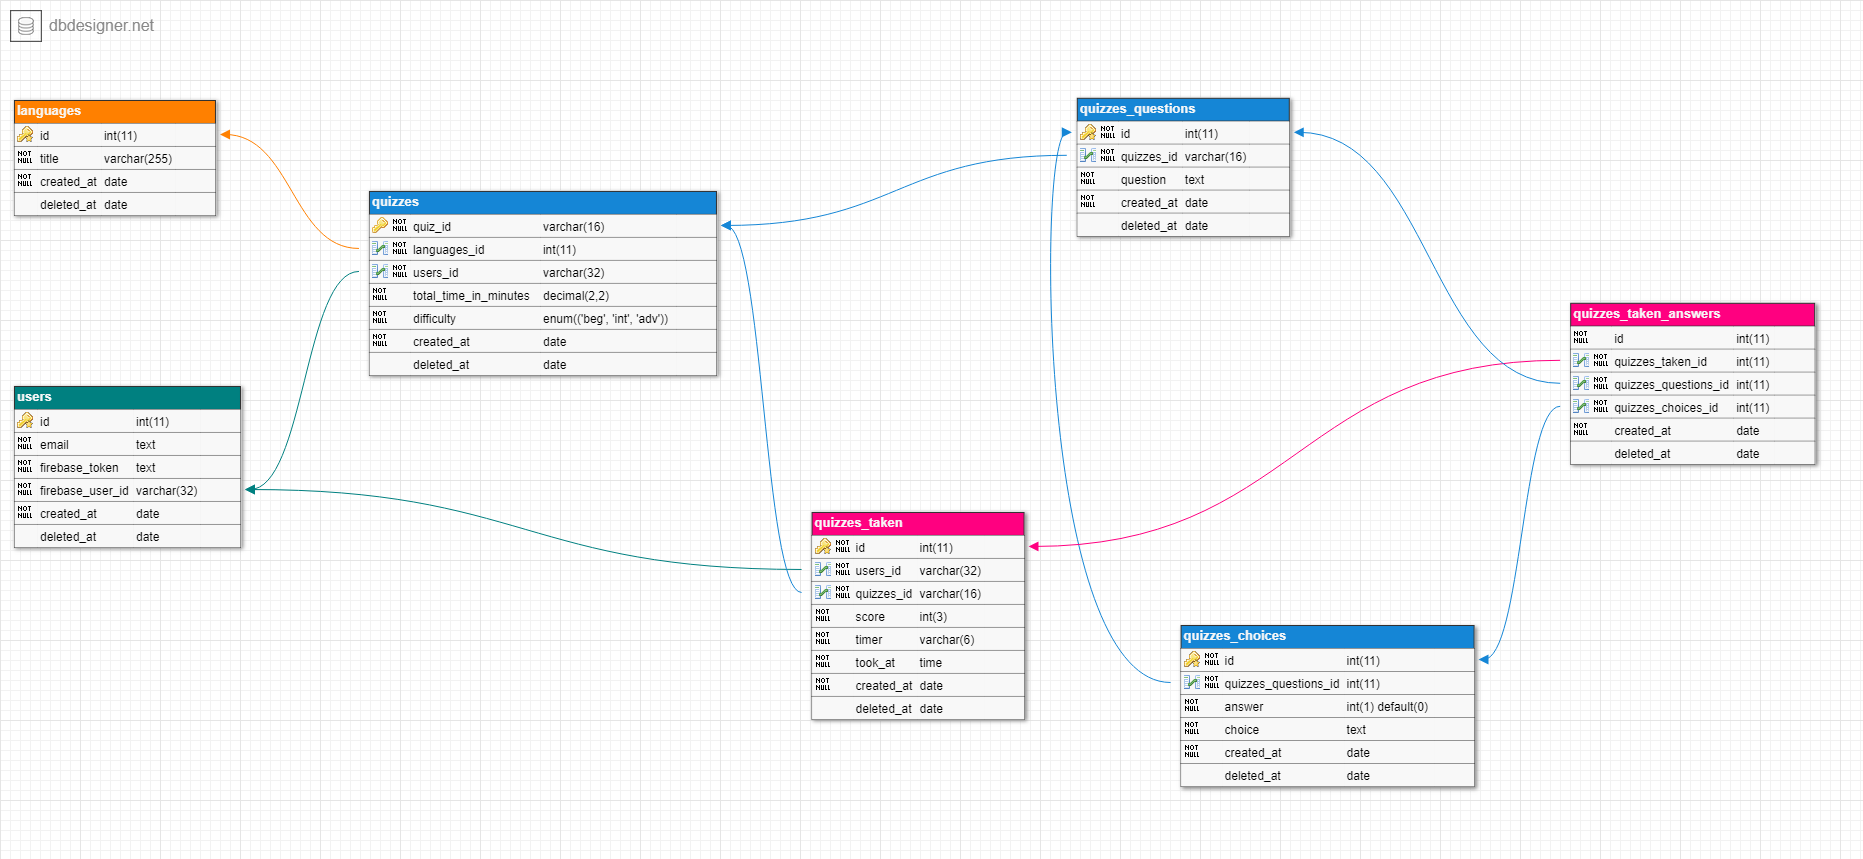 dbdesigner.net
languages
id int(11)
NOT NULL title varchar(255)
NOT NULL created_at date
deleted_at date
quizzes
NOT NULL quiz_id varchar(16)
NOT NULL languages_id int(11)
NOT NULL users_id varchar(32)
NOT NULL total_time_in_minutes decimal(2,2)
NOT NULL difficulty enum(('beg', 'int', 'adv'))
NOT NULL created_at date
deleted_at date
users
id int(11)
NOT NULL email text
NOT NULL firebase_token text
NOT NULL firebase_user_id varchar(32)
NOT NULL created_at date
deleted_at date
quizzes_taken
NOT NULL id int(11)
NOT NULL users_id varchar(32)
NOT NULL quizzes_id varchar(16)
NOT NULL score int(3)
NOT NULL timer varchar(6)
NOT NULL took_at time
NOT NULL created_at date
deleted_at date
quizzes_questions
NOT NULL id int(11)
NOT NULL quizzes_id varchar(16)
NOT NULL question text
NOT NULL created_at date
deleted_at date
quizzes_choices
NOT NULL id int(11)
NOT NULL quizzes_questions_id int(11)
NOT NULL answer int(1) default(0)
NOT NULL choice text
NOT NULL created_at date
deleted_at date
quizzes_taken_answers
NOT NULL id int(11)
NOT NULL quizzes_taken_id int(11)
NOT NULL quizzes_questions_id int(11)
NOT NULL quizzes_choices_id int(11)
NOT NULL created_at date
deleted_at date